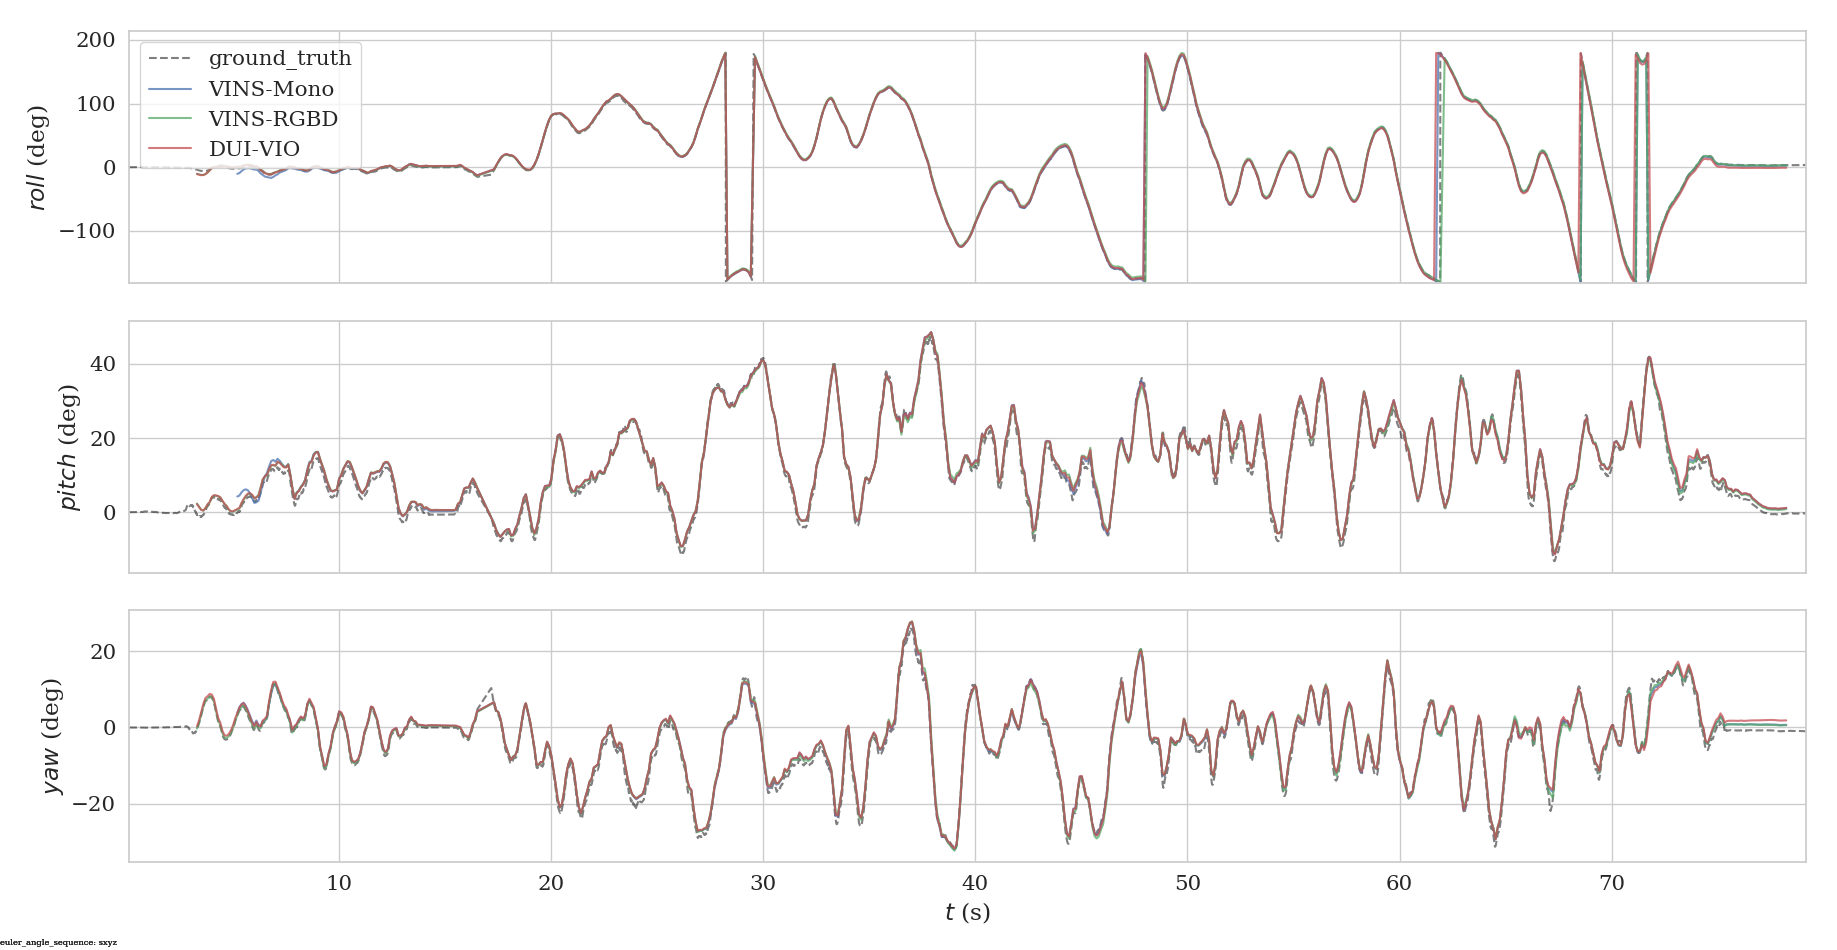 200
100
0
−100
roll (deg)
ground_truth
VINS-Mono
VINS-RGBD
DUI-VIO
40
20
0
pitch (deg)
20
0
−20
yaw (deg)
10 20 30 40 50 60 70
t (s)
euler_angle_sequence: sxyz